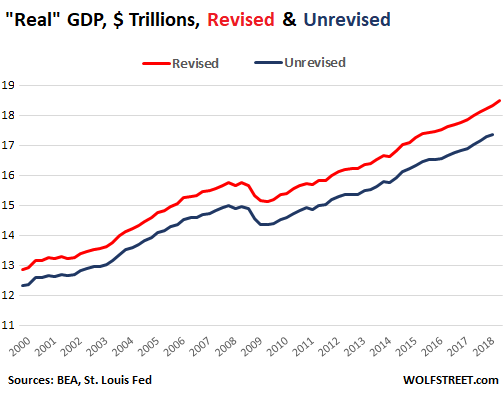 "Real" GDP, $ Trillions, Revised & Unrevised
Revised Unrevised
19
18
17
16
15
14
13
12
11
2000 2001 2002 2003 2004 2005 2006 2007 2008 2009 2010 2011 2012 2013 2014 2015 2016 2017 2018
Sources: BEA, St. Louis Fed WOLFSTREET.com